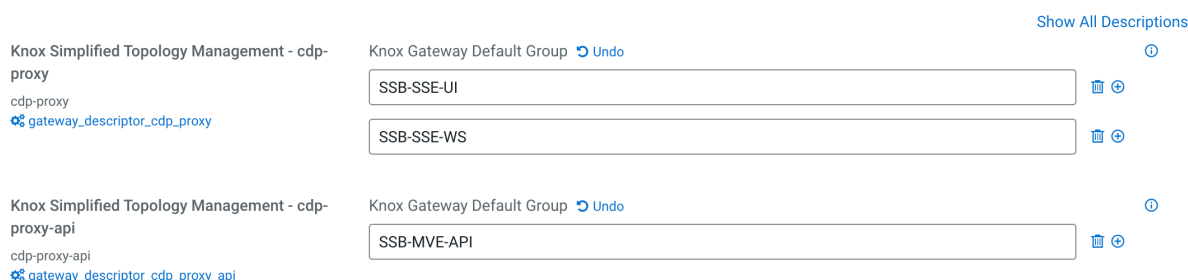 Show All Descriptions
Knox Simplified Topology Management - cdp-
proxy
cdp-proxy
gateway_descriptor_cdp_proxy
Knox Gateway Default Group Undo
SSB-SSE-UI
SSB-SSE-WS
Knox Simplified Topology Management - cdp-
proxy-api
cdp-proxy-api
gateway_descriptor_cdp_proxy_api
Knox Gateway Default Group Undo
SSB-MVE-API